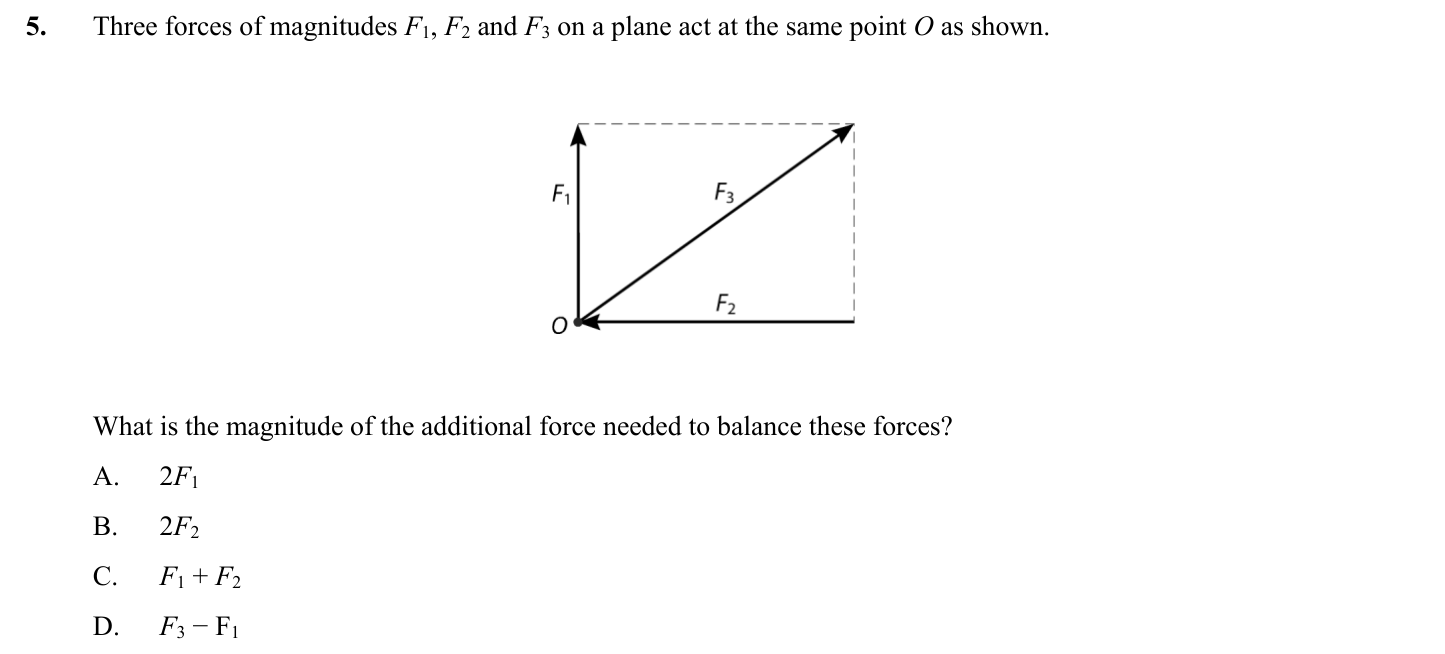 5. Three forces of magnitudes F₁, F₂ and F₃ on a plane act at the same point O as shown.
F₁
F₃
F₂
O
What is the magnitude of the additional force needed to balance these forces?
A. 2F₁
B. 2F₂
C. F₁ + F₂
D. F₃ − F₁